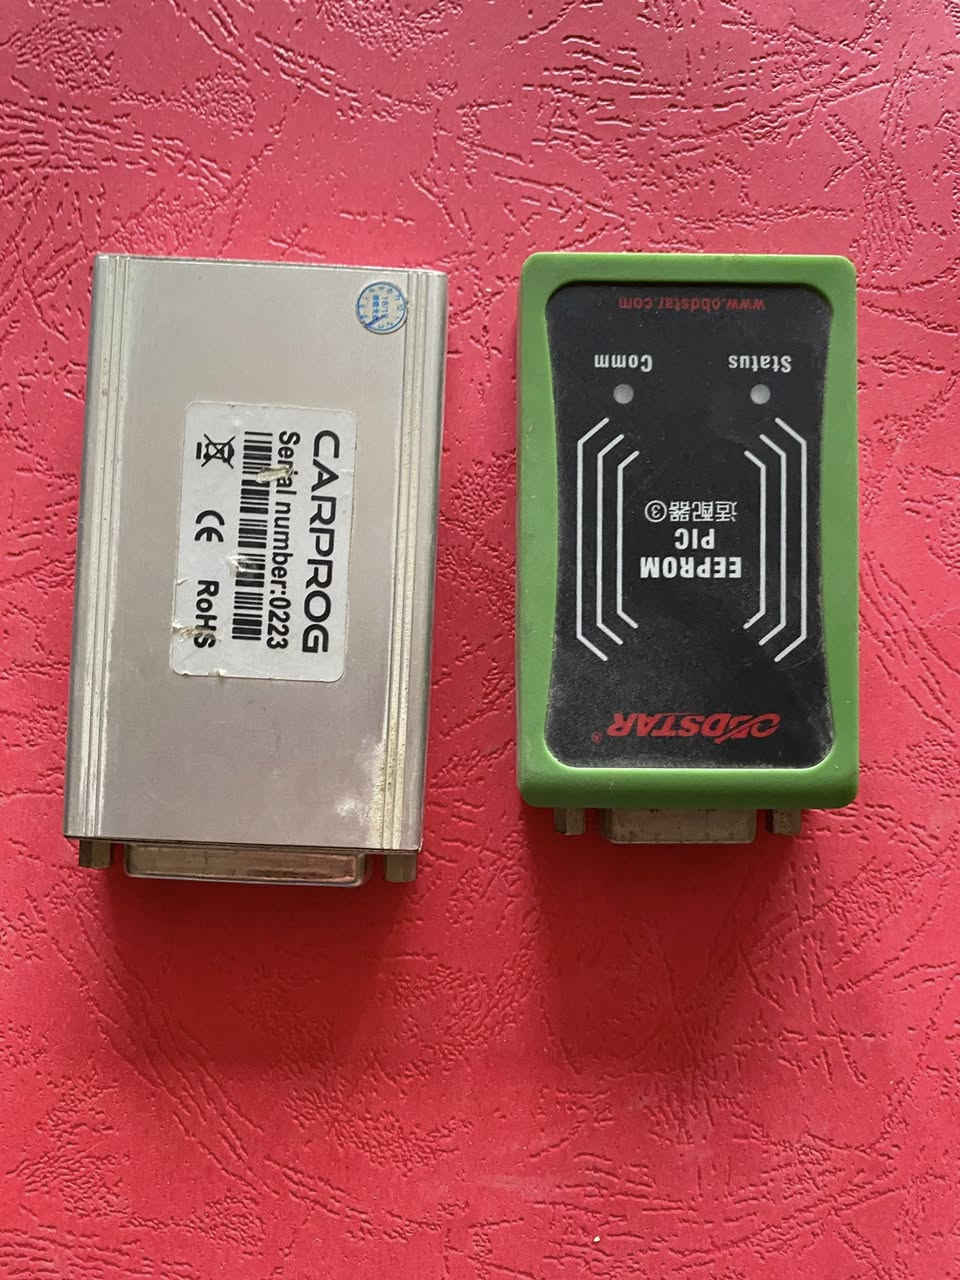 CARPROG
Serial number:0223
CE RoHS
OBDSTAR®
EEPROM
PIC
适配器③
Status
Comm
www.obdstar.com